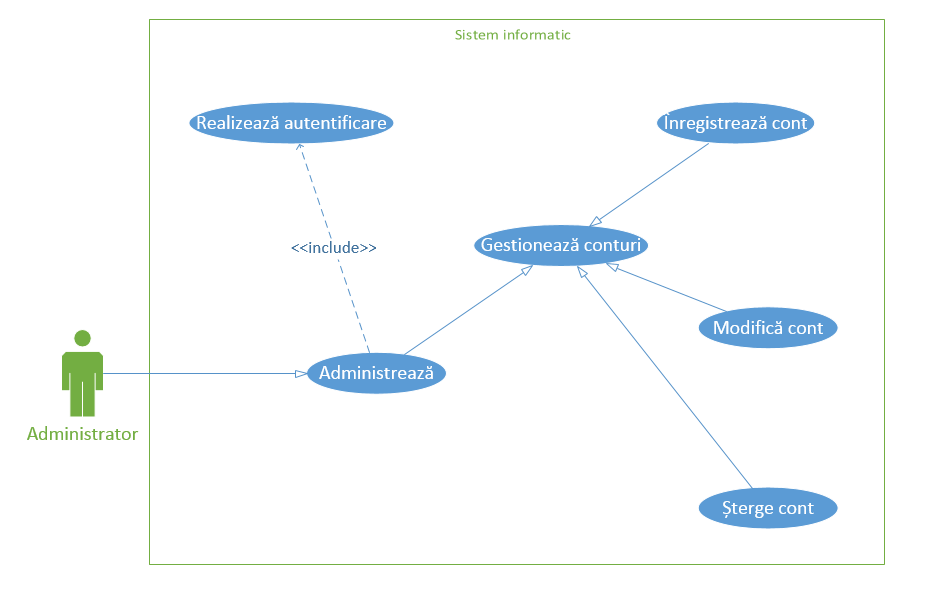 Sistem informatic
Realizează autentificare
Înregistrează cont
Gestionează conturi
<<include>>
Modifică cont
Administrează
Administrator
Șterge cont